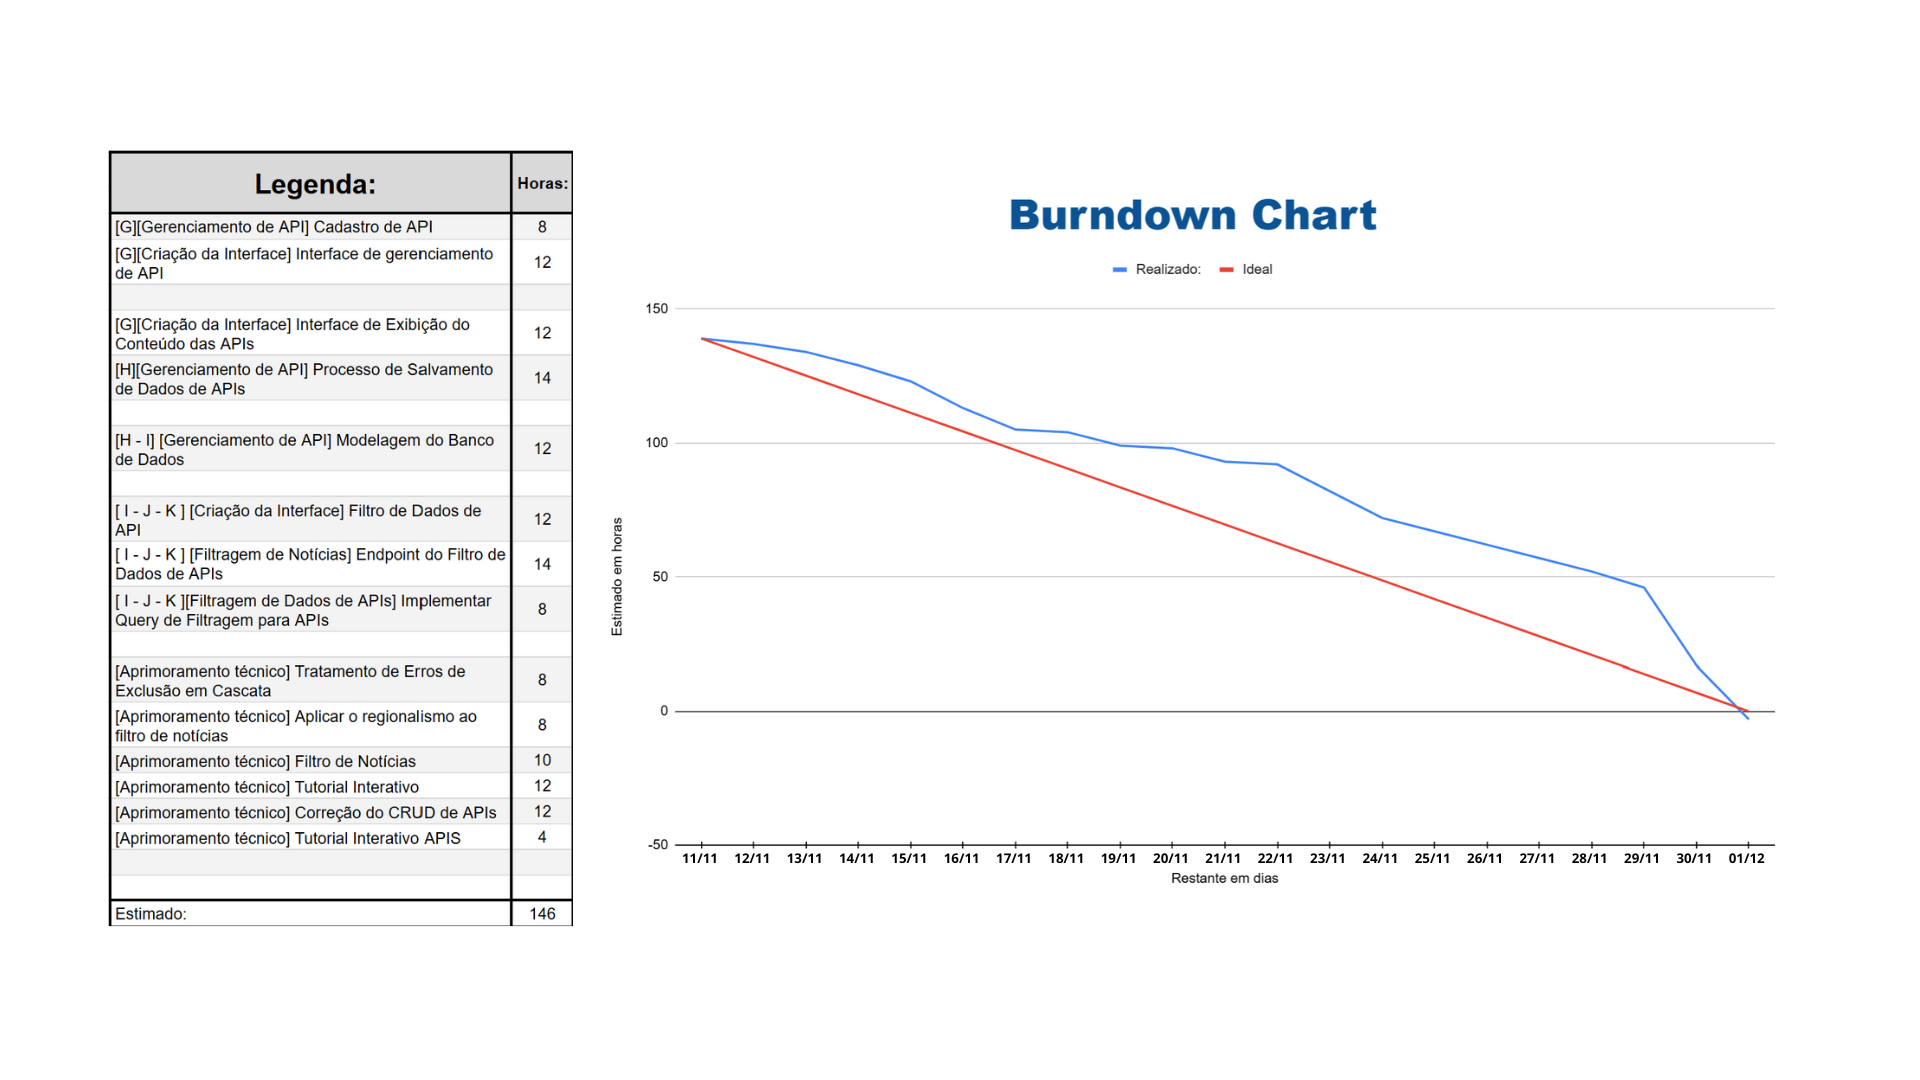 Legenda:
Horas:
[G][Gerenciamento de API] Cadastro de API
8
[G][Criação da Interface] Interface de gerenciamento
de API
12
[G][Criação da Interface] Interface de Exibição do
Conteúdo das APIs
12
[H][Gerenciamento de API] Processo de Salvamento
de Dados de APIs
14
[H - I] [Gerenciamento de API] Modelagem do Banco
de Dados
12
[ I - J - K ] [Criação da Interface] Filtro de Dados de
API
12
[ I - J - K ] [Filtragem de Notícias] Endpoint do Filtro de
Dados de APIs
14
[ I - J - K ][Filtragem de Dados de APIs] Implementar
Query de Filtragem para APIs
8
[Aprimoramento técnico] Tratamento de Erros de
Exclusão em Cascata
8
[Aprimoramento técnico] Aplicar o regionalismo ao
filtro de notícias
8
[Aprimoramento técnico] Filtro de Notícias
10
[Aprimoramento técnico] Tutorial Interativo
12
[Aprimoramento técnico] Correção do CRUD de APIs
12
[Aprimoramento técnico] Tutorial Interativo APIS
4
Estimado:
146
Burndown Chart
Realizado: Ideal
Estimado em horas
150
100
50
0
-50
11/11 12/11 13/11 14/11 15/11 16/11 17/11 18/11 19/11 20/11 21/11 22/11 23/11 24/11 25/11 26/11 27/11 28/11 29/11 30/11 01/12
Restante em dias